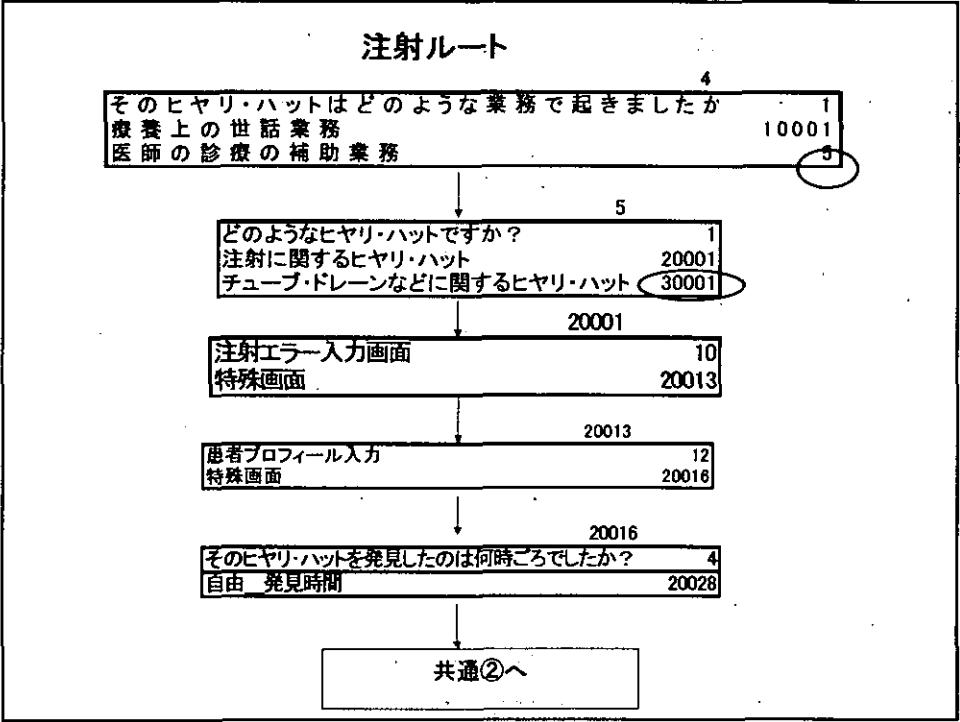 注射ルート
4
そのヒヤリ・ハットはどのような業務で起きましたか 1
療養上の世話業務 10001
医師の診療の補助業務 5
5
どのようなヒヤリ・ハットですか？ 1
注射に関するヒヤリ・ハット 20001
チューブ・ドレーンなどに関するヒヤリ・ハット 30001
20001
注射エラー入力画面 10
特殊画面 20013
20013
患者プロフィール入力 12
特殊画面 20016
20016
そのヒヤリ・ハットを発見したのは何時ごろでしたか？ 4
自由__発見時間 20028
共通②へ